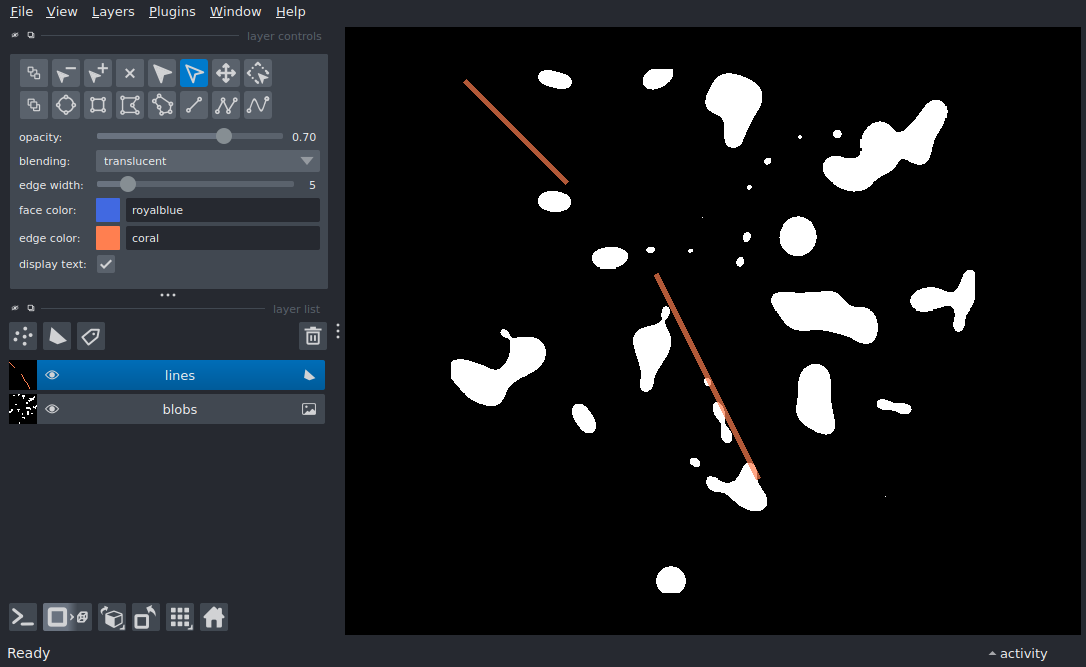 File View Layers Plugins Window Help
layer controls
opacity: 0.70
blending: translucent
edge width: 5
face color: royalblue
edge color: coral
display text:
layer list
lines
blobs
Ready
activity